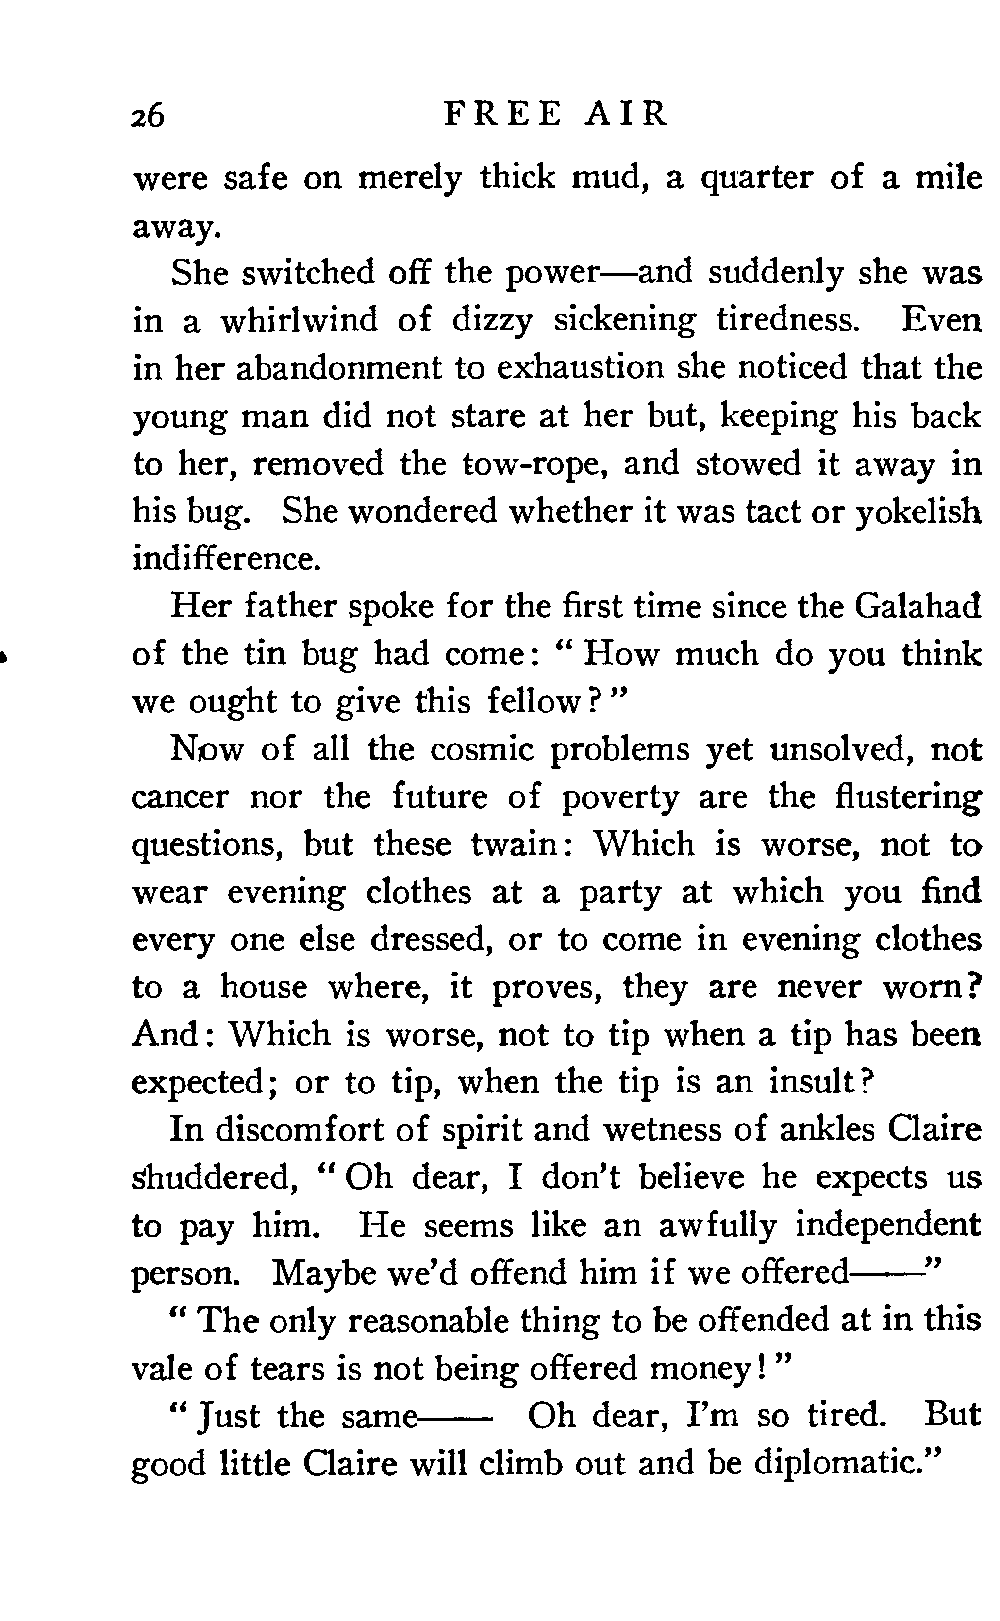 26 FREE AIR
were safe on merely thick mud, a quarter of a mile
away.
She switched off the power—and suddenly she was
in a whirlwind of dizzy sickening tiredness. Even
in her abandonment to exhaustion she noticed that the
young man did not stare at her but, keeping his back
to her, removed the tow-rope, and stowed it away in
his bug. She wondered whether it was tact or yokelish
indifference.
Her father spoke for the first time since the Galahad
of the tin bug had come: “ How much do you think
we ought to give this fellow? ”
Now of all the cosmic problems yet unsolved, not
cancer nor the future of poverty are the flustering
questions, but these twain: Which is worse, not to
wear evening clothes at a party at which you find
every one else dressed, or to come in evening clothes
to a house where, it proves, they are never worn?
And: Which is worse, not to tip when a tip has been
expected; or to tip, when the tip is an insult?
In discomfort of spirit and wetness of ankles Claire
shuddered, “ Oh dear, I don’t believe he expects us
to pay him. He seems like an awfully independent
person. Maybe we’d offend him if we offered——”
“ The only reasonable thing to be offended at in this
vale of tears is not being offered money! ”
“ Just the same—— Oh dear, I’m so tired. But
good little Claire will climb out and be diplomatic.”